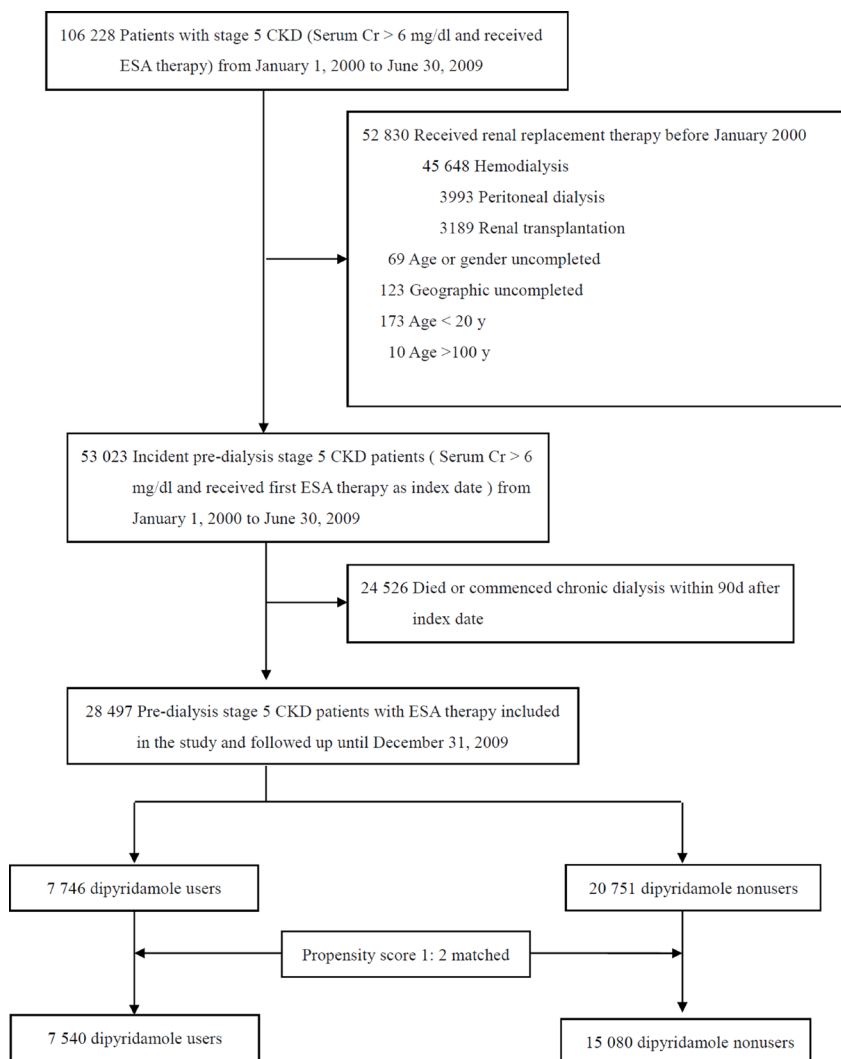 106 228 Patients with stage 5 CKD (Serum Cr > 6 mg/dl and received
ESA therapy) from January 1, 2000 to June 30, 2009
52 830 Received renal replacement therapy before January 2000
45 648 Hemodialysis
3993 Peritoneal dialysis
3189 Renal transplantation
69 Age or gender uncompleted
123 Geographic uncompleted
173 Age < 20 y
10 Age >100 y
53 023 Incident pre-dialysis stage 5 CKD patients ( Serum Cr > 6
mg/dl and received first ESA therapy as index date ) from
January 1, 2000 to June 30, 2009
24 526 Died or commenced chronic dialysis within 90d after
index date
28 497 Pre-dialysis stage 5 CKD patients with ESA therapy included
in the study and followed up until December 31, 2009
7 746 dipyridamole users
20 751 dipyridamole nonusers
Propensity score 1: 2 matched
7 540 dipyridamole users
15 080 dipyridamole nonusers